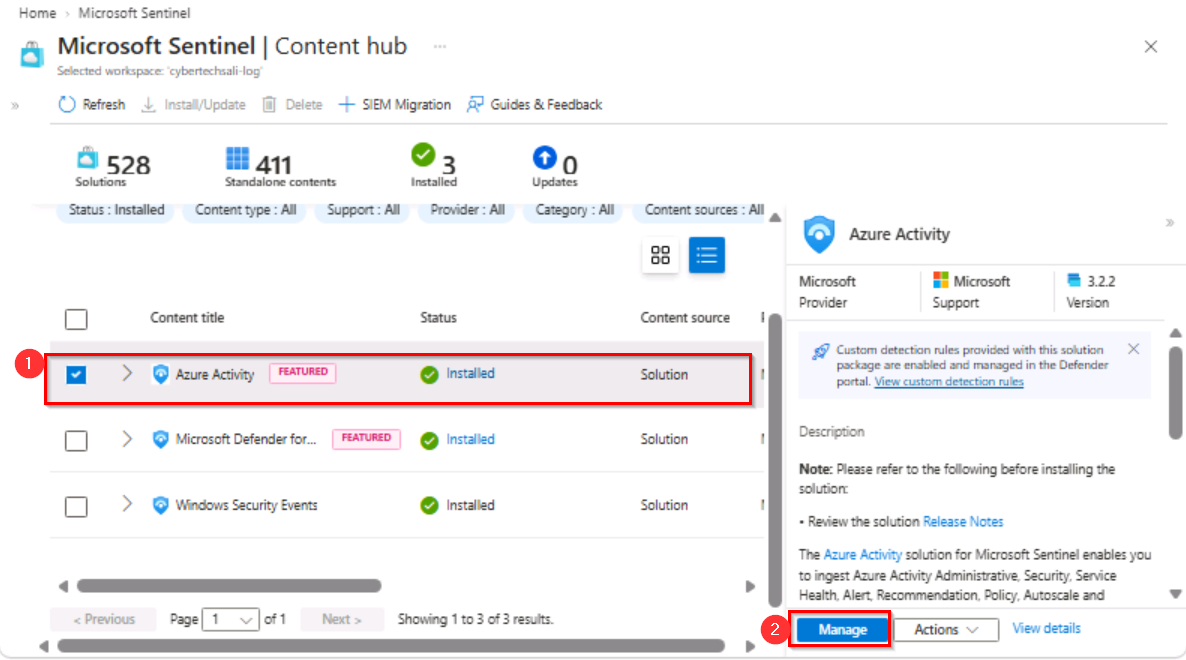 Home > Microsoft Sentinel
Microsoft Sentinel | Content hub ...
Selected workspace: 'cybertechsali-log'
» Refresh Install/Update Delete SIEM Migration Guides & Feedback
528 411 3 0
Solutions Standalone contents Installed Updates
Status : Installed Content type : All Support : All Provider : All Category : All Content sources : All
Azure Activity »
Microsoft Microsoft 3.2.2
Provider Support Version
Content title Status Content source
1
Azure Activity FEATURED Installed Solution
Microsoft Defender for... FEATURED Installed Solution
Windows Security Events Installed Solution
< Previous Page 1 of 1 Next > Showing 1 to 3 of 3 results.
Custom detection rules provided with this solution
package are enabled and managed in the Defender
portal. View custom detection rules
Description
Note: Please refer to the following before installing the
solution:
• Review the solution Release Notes
The Azure Activity solution for Microsoft Sentinel enables you
to ingest Azure Activity Administrative, Security, Service
Health, Alert, Recommendation, Policy, Autoscale and
2 Manage Actions View details